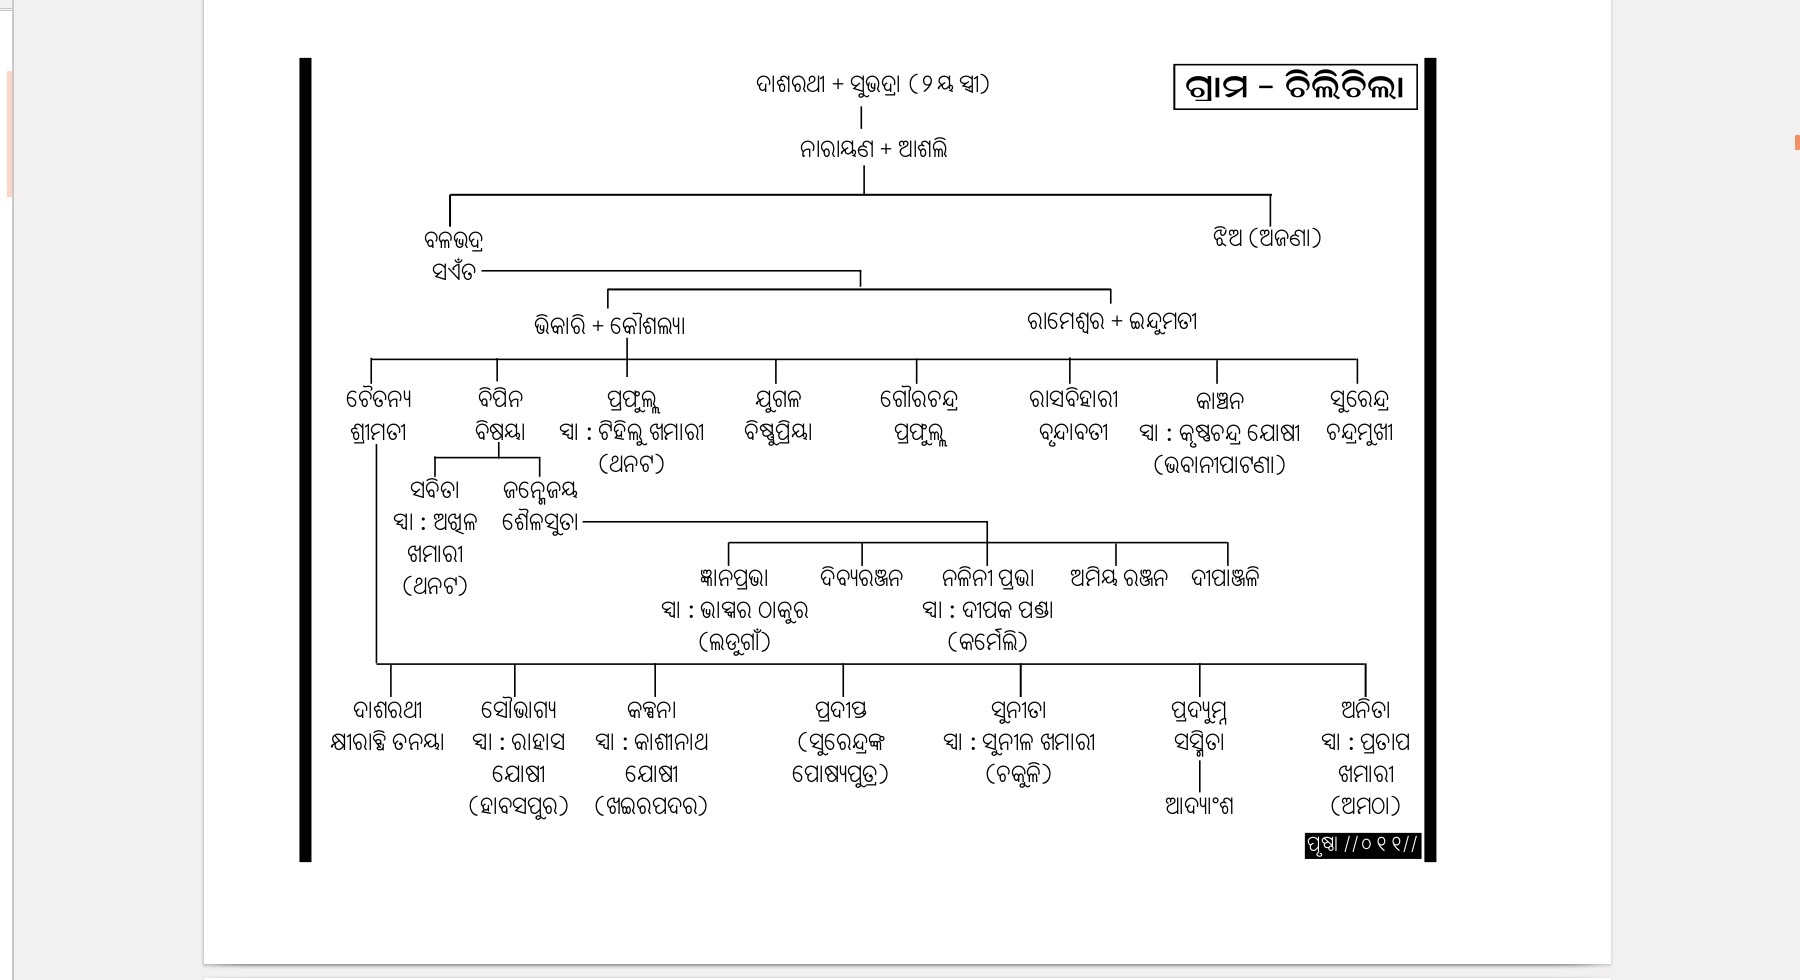 ଦାଶରଥୀ + ସୁଭଦ୍ରା (୨ୟ ସ୍ତ୍ରୀ)
ଗ୍ରାମ - ଚିଲିଚିଲା
ନାରାୟଣ + ଆଶଲି
ବଳଭଦ୍ର
ଝିଅ (ଅଜଣା)
ସଏଁତ
ଭିକାରି + କୌଶଲ୍ୟା
ରାମେଶ୍ୱର + ଇନ୍ଦୁମତୀ
ଚୈତନ୍ୟ ବିପିନ ପ୍ରଫୁଲ୍ଲ ଯୁଗଳ ଗୌରଚନ୍ଦ୍ର ରାସବିହାରୀ କାଞ୍ଚନ ସୁରେନ୍ଦ୍ର
ଶ୍ରୀମତୀ ବିଷୟା ସ୍ୱା : ଟିହିଲୁ ଖମାରୀ ବିଷ୍ଣୁପ୍ରିୟା ପ୍ରଫୁଲ୍ଲ ବୃନ୍ଦାବତୀ ସ୍ୱା : କୃଷ୍ଣଚନ୍ଦ୍ର ଯୋଷୀ ଚନ୍ଦ୍ରମୁଖୀ
(ଥନଟ) (ଭବାନୀପାଟଣା)
ସବିତା ଜନ୍ମେଜୟ
ସ୍ୱା : ଅଖିଳ ଶୈଳସୁତା
ଖମାରୀ
(ଥନଟ)
ଜ୍ଞାନପ୍ରଭା ଦିବ୍ୟରଞ୍ଜନ ନଳିନୀ ପ୍ରଭା ଅମିୟ ରଞ୍ଜନ ଦୀପାଞ୍ଜଳି
ସ୍ୱା : ଭାସ୍କର ଠାକୁର ସ୍ୱା : ଦୀପକ ପଣ୍ଡା
(ଲଡୁଗାଁ) (କର୍ମେଲି)
ଦାଶରଥୀ ସୌଭାଗ୍ୟ କଳ୍ପନା ପ୍ରଦୀପ୍ତ ସୁନୀତା ପ୍ରଦ୍ୟୁମ୍ନ ଅନିତା
କ୍ଷୀରାବ୍ଧି ତନୟା ସ୍ୱା : ରାହାସ ସ୍ୱା : କାଶୀନାଥ (ସୁରେନ୍ଦ୍ରଙ୍କ ସ୍ୱା : ସୁନୀଳ ଖମାରୀ ସସ୍ମିତା ସ୍ୱା : ପ୍ରତାପ
ଯୋଷୀ ଯୋଷୀ ପୋଷ୍ୟପୁତ୍ର) (ଚକୁଳି) ଖମାରୀ
(ହାବସପୁର) (ଖଇରପଦର) ଆଦ୍ୟାଂଶ (ଅମଠା)
ପୃଷ୍ଠା //୦୧୧//